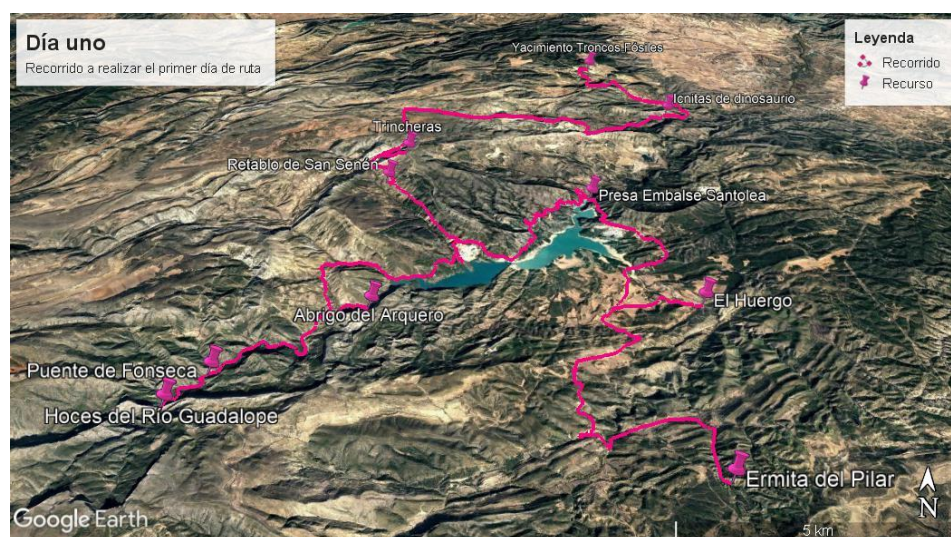 Día uno
Recorrido a realizar el primer día de ruta
Leyenda
Recorrido
Recurso
Yacimiento Troncos Fósiles
Icnitas de dinosaurio
Trincheras
Retablo de San Senén
Presa Embalse Santolea
El Huergo
Abrigo del Arquero
Puente de Fonseca
Hoces del Río Guadalope
Ermita del Pilar
Google Earth
N
5 km